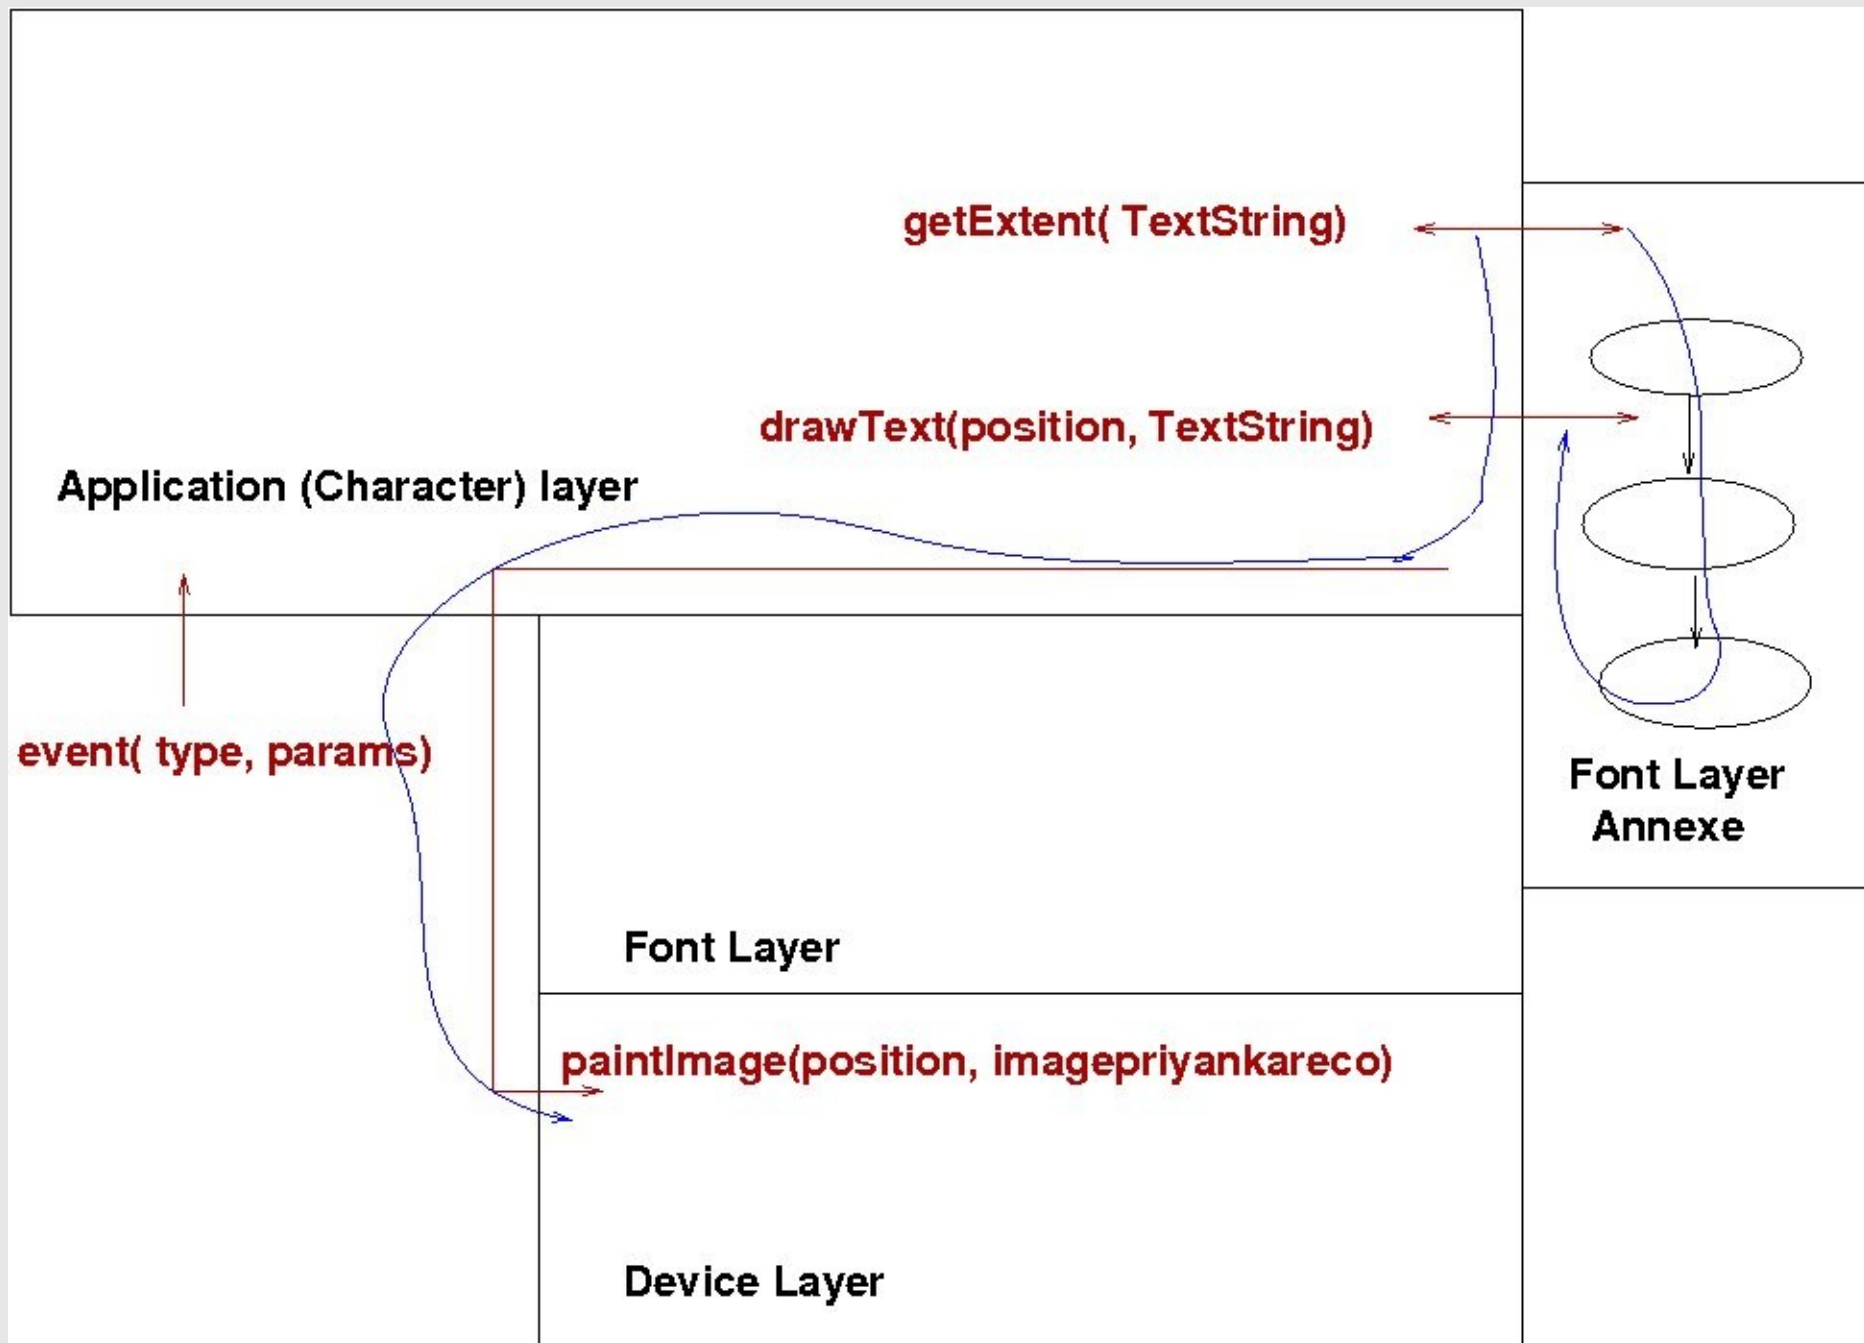 getExtent( TextString)
drawText(position, TextString)
Application (Character) layer
event( type, params)
Font Layer
Annexe
Font Layer
paintImage(position, imagepriyankareco)
Device Layer